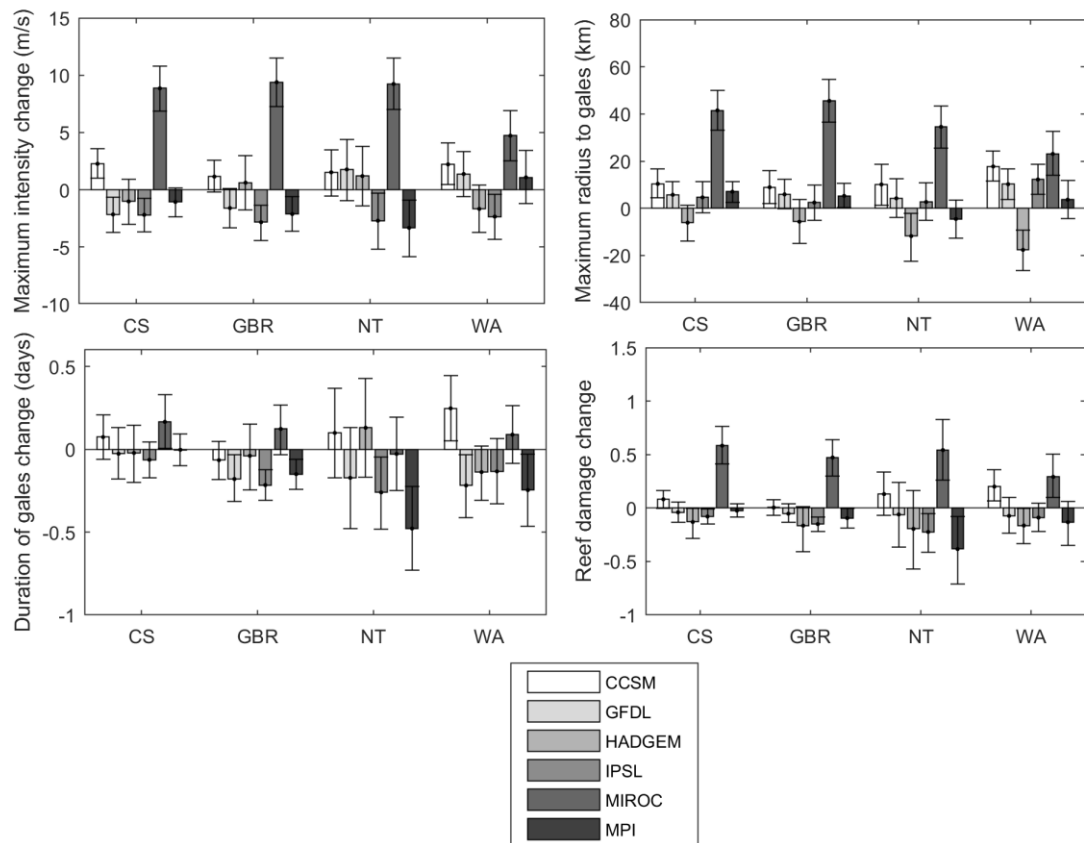 Maximum intensity change (m/s)
15
10
5
0
-5
-10
CS GBR NT WA
Maximum radius to gales (km)
80
60
40
20
0
-20
-40
CS GBR NT WA
Duration of gales change (days)
0.5
0
-0.5
-1
CS GBR NT WA
Reef damage change
1.5
1
0.5
0
-0.5
-1
CS GBR NT WA
CCSM
GFDL
HADGEM
IPSL
MIROC
MPI